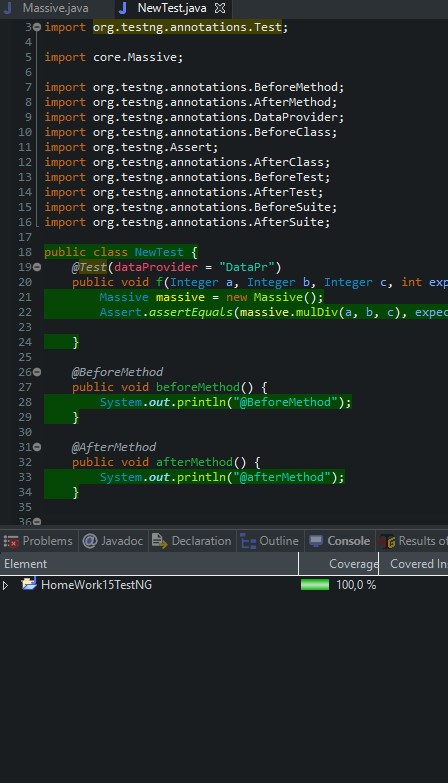 Massive.java NewTest.java
3 import org.testng.annotations.Test;
4
5 import core.Massive;
6
7 import org.testng.annotations.BeforeMethod;
8 import org.testng.annotations.AfterMethod;
9 import org.testng.annotations.DataProvider;
10 import org.testng.annotations.BeforeClass;
11 import org.testng.Assert;
12 import org.testng.annotations.AfterClass;
13 import org.testng.annotations.BeforeTest;
14 import org.testng.annotations.AfterTest;
15 import org.testng.annotations.BeforeSuite;
16 import org.testng.annotations.AfterSuite;
17
18 public class NewTest {
19 @Test(dataProvider = "DataPr")
20 public void f(Integer a, Integer b, Integer c, int exp
21 Massive massive = new Massive();
22 Assert.assertEquals(massive.mulDiv(a, b, c), expec
23
24 }
25
26 @BeforeMethod
27 public void beforeMethod() {
28 System.out.println("@BeforeMethod");
29 }
30
31 @AfterMethod
32 public void afterMethod() {
33 System.out.println("@afterMethod");
34 }
35
36
Problems @ Javadoc Declaration Outline Console Results of
Element Coverage Covered Ins
HomeWork15TestNG 100,0 %